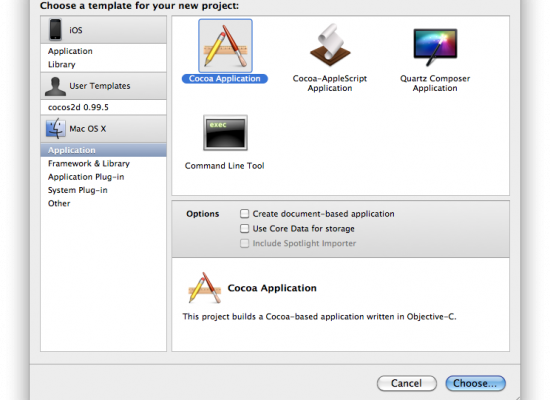 Choose a template for your new project:
iOS
Application
Library
User Templates
cocos2d 0.99.5
Mac OS X
Application
Framework & Library
Application Plug-in
System Plug-in
Other
Cocoa Application
Cocoa-AppleScript
Application
Quartz Composer
Application
exec
Command Line Tool
Options
Create document-based application
Use Core Data for storage
Include Spotlight Importer
Cocoa Application
This project builds a Cocoa-based application written in Objective-C.
Cancel
Choose...